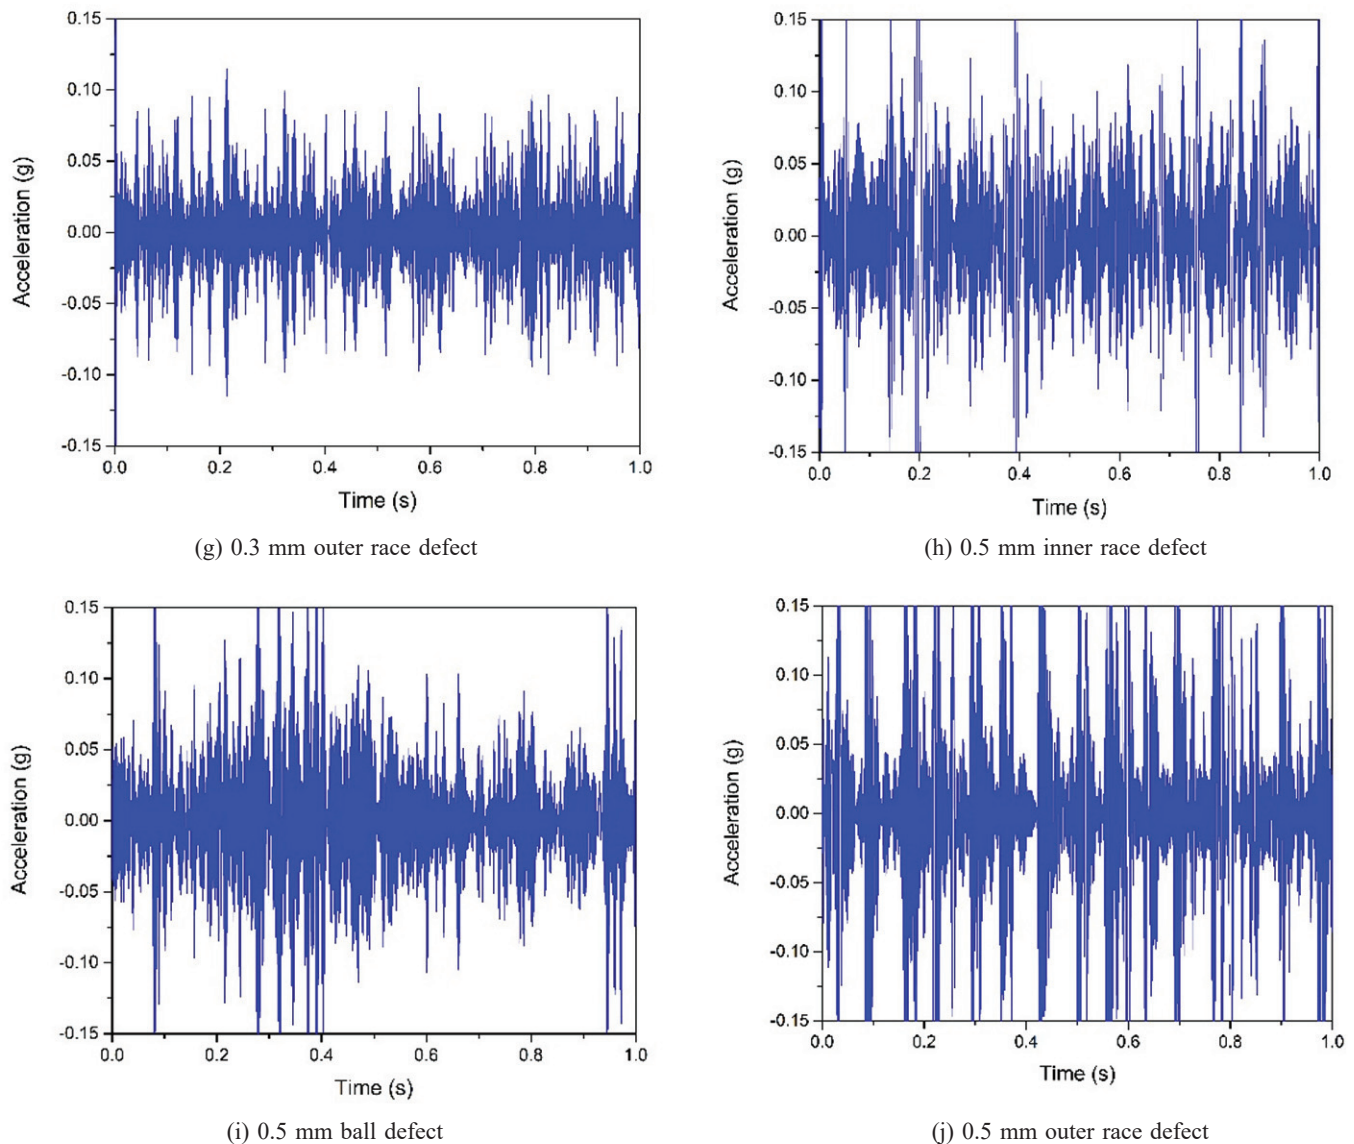 0.15
0.10
0.05
0.00
-0.05
-0.10
-0.15
Acceleration (g)
0.0 0.2 0.4 0.6 0.8 1.0
Time (s)
(g) 0.3 mm outer race defect
0.15
0.10
0.05
0.00
-0.05
-0.10
-0.15
Acceleration (g)
0.0 0.2 0.4 0.6 0.8 1.0
Time (s)
(h) 0.5 mm inner race defect
0.15
0.10
0.05
0.00
-0.05
-0.10
-0.15
Acceleration (g)
0.0 0.2 0.4 0.6 0.8 1.0
Time (s)
(i) 0.5 mm ball defect
0.15
0.10
0.05
0.00
-0.05
-0.10
-0.15
Acceleration (g)
0.0 0.2 0.4 0.6 0.8 1.0
Time (s)
(j) 0.5 mm outer race defect